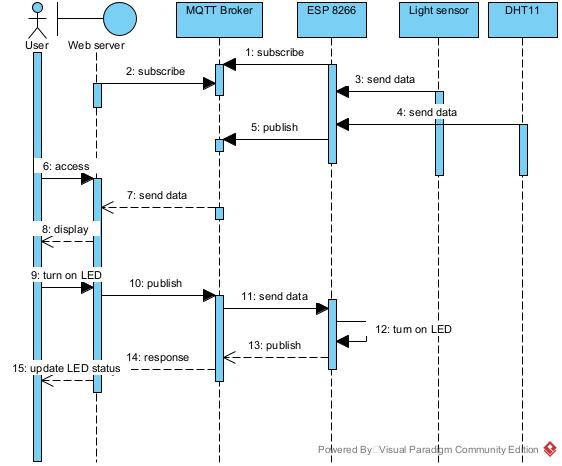 User
Web server
MQTT Broker
ESP 8266
Light sensor
DHT11
1: subscribe
2: subscribe
3: send data
4: send data
5: publish
6: access
7: send data
8: display
9: turn on LED
10: publish
11: send data
12: turn on LED
13: publish
14: response
15: update LED status
Powered By Visual Paradigm Community Edition